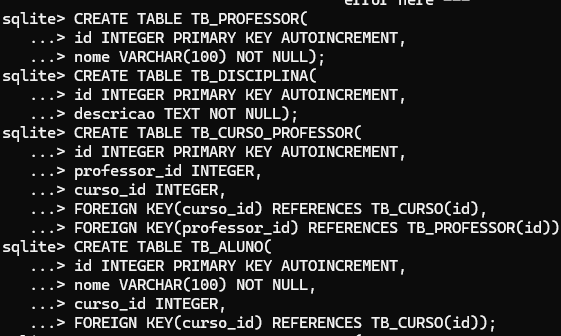 error here ---
sqlite> CREATE TABLE TB_PROFESSOR(
...> id INTEGER PRIMARY KEY AUTOINCREMENT,
...> nome VARCHAR(100) NOT NULL);
sqlite> CREATE TABLE TB_DISCIPLINA(
...> id INTEGER PRIMARY KEY AUTOINCREMENT,
...> descricao TEXT NOT NULL);
sqlite> CREATE TABLE TB_CURSO_PROFESSOR(
...> id INTEGER PRIMARY KEY AUTOINCREMENT,
...> professor_id INTEGER,
...> curso_id INTEGER,
...> FOREIGN KEY(curso_id) REFERENCES TB_CURSO(id),
...> FOREIGN KEY(professor_id) REFERENCES TB_PROFESSOR(id))
sqlite> CREATE TABLE TB_ALUNO(
...> id INTEGER PRIMARY KEY AUTOINCREMENT,
...> nome VARCHAR(100) NOT NULL,
...> curso_id INTEGER,
...> FOREIGN KEY(curso_id) REFERENCES TB_CURSO(id));